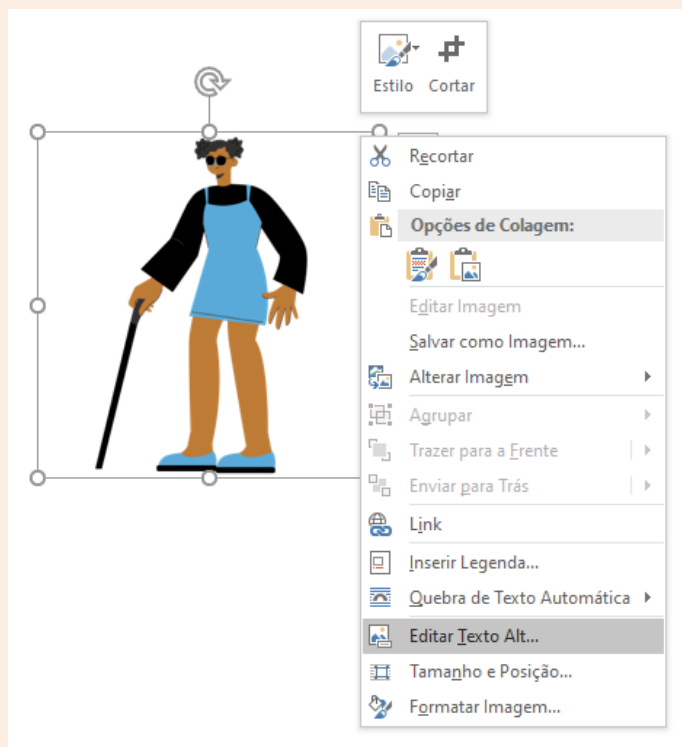 Estilo Cortar
Recortar
Copiar
Opções de Colagem:
Editar Imagem
Salvar como Imagem...
Alterar Imagem
Agrupar
Trazer para a Frente
Enviar para Trás
Link
Inserir Legenda...
Quebra de Texto Automática
Editar Texto Alt...
Tamanho e Posição...
Formatar Imagem...